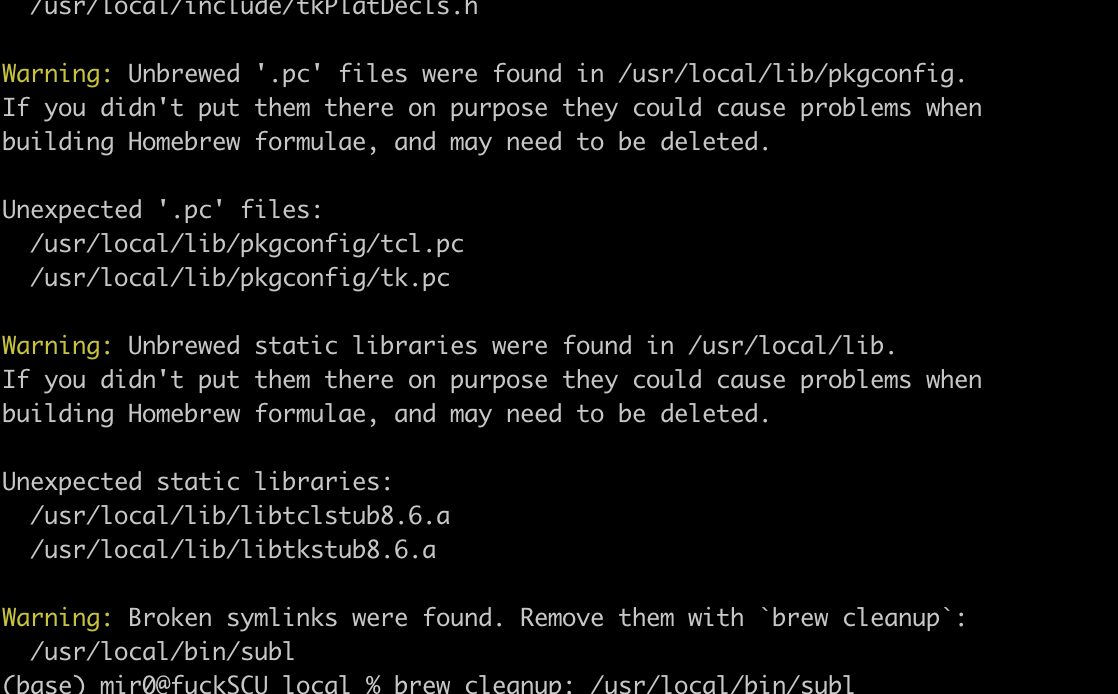 /usr/local/include/tkPlatDecls.h
Warning: Unbrewed '.pc' files were found in /usr/local/lib/pkgconfig.
If you didn't put them there on purpose they could cause problems when
building Homebrew formulae, and may need to be deleted.
Unexpected '.pc' files:
/usr/local/lib/pkgconfig/tcl.pc
/usr/local/lib/pkgconfig/tk.pc
Warning: Unbrewed static libraries were found in /usr/local/lib.
If you didn't put them there on purpose they could cause problems when
building Homebrew formulae, and may need to be deleted.
Unexpected static libraries:
/usr/local/lib/libtclstub8.6.a
/usr/local/lib/libtkstub8.6.a
Warning: Broken symlinks were found. Remove them with `brew cleanup`:
/usr/local/bin/subl
(base) mir0@fuckSCU local % brew cleanup: /usr/local/bin/subl